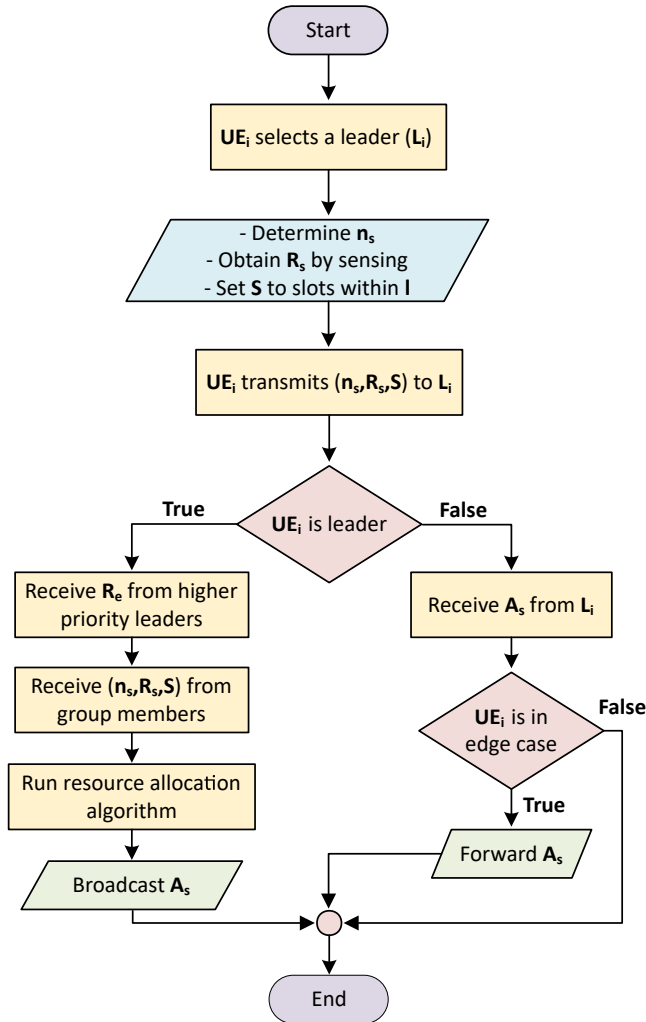 Start
UEi selects a leader (Li)
- Determine ns
- Obtain Rs by sensing
- Set S to slots within l
UEi transmits (ns,Rs,S) to Li
UEi is leader
True
False
Receive Re from higher
priority leaders
Receive (ns,Rs,S) from
group members
Run resource allocation
algorithm
Broadcast As
Receive As from Li
UEi is in
edge case
False
True
Forward As
End